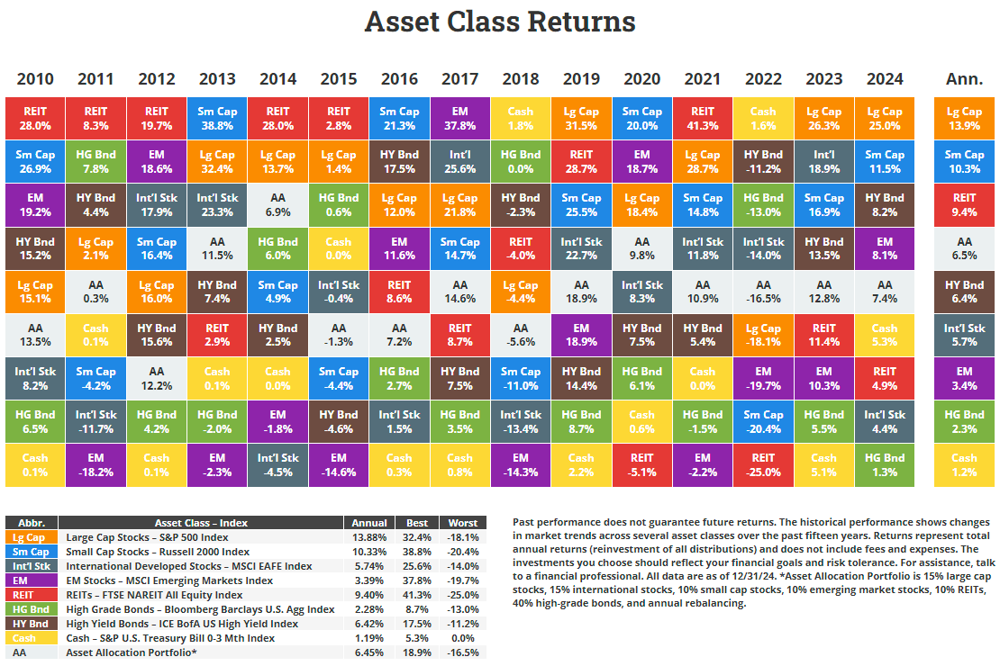 Asset Class Returns
2010 2011 2012 2013 2014 2015 2016 2017 2018 2019 2020 2021 2022 2023 2024 Ann.
REIT REIT REIT Sm Cap REIT REIT Sm Cap EM Cash Lg Cap Sm Cap REIT Cash Lg Cap Lg Cap Lg Cap
28.0% 8.3% 19.7% 38.8% 28.0% 2.8% 21.3% 37.8% 1.8% 31.5% 20.0% 41.3% 1.6% 26.3% 25.0% 13.9%
Sm Cap HG Bnd EM Lg Cap Lg Cap Lg Cap HY Bnd Int'l HG Bnd REIT EM Lg Cap HY Bnd Int'l Sm Cap Sm Cap
26.9% 7.8% 18.6% 32.4% 13.7% 1.4% 17.5% 25.6% 0.0% 28.7% 18.7% 28.7% -11.2% 18.9% 11.5% 10.3%
EM HY Bnd Int'l Stk Int'l Stk AA HG Bnd Lg Cap Lg Cap HY Bnd Sm Cap Lg Cap Sm Cap HG Bnd Sm Cap HY Bnd REIT
19.2% 4.4% 17.9% 23.3% 6.9% 0.6% 12.0% 21.8% -2.3% 25.5% 18.4% 14.8% -13.0% 16.9% 8.2% 9.4%
HY Bnd Lg Cap Sm Cap AA HG Bnd Cash EM Sm Cap REIT Int'l Stk AA Int'l Stk Int'l Stk HY Bnd EM AA
15.2% 2.1% 16.4% 11.5% 6.0% 0.0% 11.6% 14.7% -4.0% 22.7% 9.8% 11.8% -14.0% 13.5% 8.1% 6.5%
Lg Cap AA Lg Cap HY Bnd Sm Cap Int'l Stk REIT AA Lg Cap AA Int'l Stk AA AA AA AA HY Bnd
15.1% 0.3% 16.0% 7.4% 4.9% -0.4% 8.6% 14.6% -4.4% 18.9% 8.3% 10.9% -16.5% 12.8% 7.4% 6.4%
AA Cash HY Bnd REIT HY Bnd AA AA REIT AA EM HY Bnd HY Bnd Lg Cap REIT Cash Int'l Stk
13.5% 0.1% 15.6% 2.9% 2.5% -1.3% 7.2% 8.7% -5.6% 18.9% 7.5% 5.4% -18.1% 11.4% 5.3% 5.7%
Int'l Stk Sm Cap AA Cash Cash Sm Cap HG Bnd HY Bnd Sm Cap HY Bnd HG Bnd Cash EM EM REIT EM
8.2% -4.2% 12.2% 0.1% 0.0% -4.4% 2.7% 7.5% -11.0% 14.4% 6.1% 0.0% -19.7% 10.3% 4.9% 3.4%
HG Bnd Int'l Stk HG Bnd HG Bnd EM HY Bnd Int'l Stk HG Bnd Int'l Stk HG Bnd Cash HG Bnd Sm Cap HG Bnd Int'l Stk HG Bnd
6.5% -11.7% 4.2% -2.0% -1.8% -4.6% 1.5% 3.5% -13.4% 8.7% 0.6% -1.5% -20.4% 5.5% 4.4% 2.3%
Cash EM Cash EM Int'l Stk EM Cash Cash EM Cash REIT EM REIT Cash HG Bnd Cash
0.1% -18.2% 0.1% -2.3% -4.5% -14.6% 0.3% 0.8% -14.3% 2.2% -5.1% -2.2% -25.0% 5.1% 1.3% 1.2%
Abbr. Asset Class – Index Annual Best Worst
Lg Cap Large Cap Stocks – S&P 500 Index 13.88% 32.4% -18.1%
Sm Cap Small Cap Stocks – Russell 2000 Index 10.33% 38.8% -20.4%
Int'l Stk International Developed Stocks – MSCI EAFE Index 5.74% 25.6% -14.0%
EM EM Stocks – MSCI Emerging Markets Index 3.39% 37.8% -19.7%
REIT REITs – FTSE NAREIT All Equity Index 9.40% 41.3% -25.0%
HG Bnd High Grade Bonds – Bloomberg Barclays U.S. Agg Index 2.28% 8.7% -13.0%
HY Bnd High Yield Bonds – ICE BofA US High Yield Index 6.42% 17.5% -11.2%
Cash Cash – S&P U.S. Treasury Bill 0-3 Mth Index 1.19% 5.3% 0.0%
AA Asset Allocation Portfolio* 6.45% 18.9% -16.5%
Past performance does not guarantee future returns. The historical performance shows changes
in market trends across several asset classes over the past fifteen years. Returns represent total
annual returns (reinvestment of all distributions) and does not include fees and expenses. The
investments you choose should reflect your financial goals and risk tolerance. For assistance, talk
to a financial professional. All data are as of 12/31/24. *Asset Allocation Portfolio is 15% large cap
stocks, 15% international stocks, 10% small cap stocks, 10% emerging market stocks, 10% REITs,
40% high-grade bonds, and annual rebalancing.